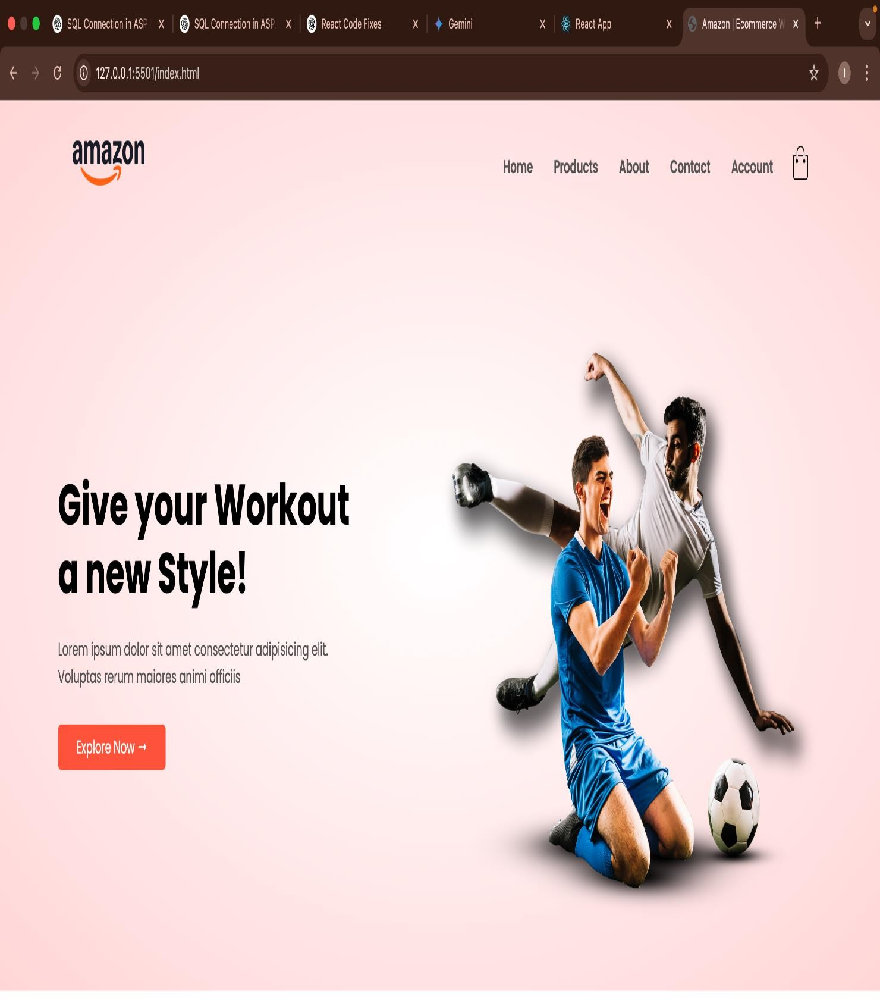 SQL Connection in ASP.
SQL Connection in ASP.
React Code Fixes
Gemini
React App
Amazon | Ecommerce W
127.0.0.1:5501/index.html
amazon
Home Products About Contact Account
Give your Workout
a new Style!
Lorem ipsum dolor sit amet consectetur adipisicing elit.
Voluptas rerum maiores animi officiis
Explore Now →